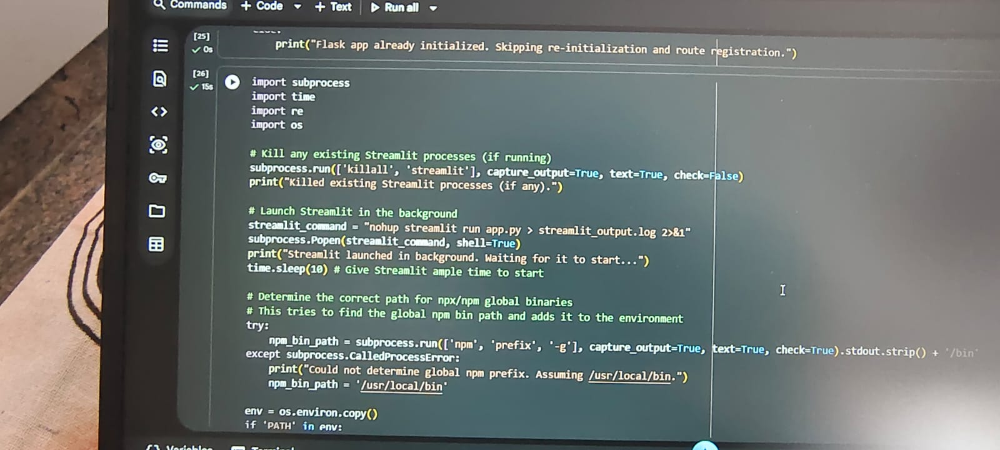 Commands + Code + Text Run all
[25]
0s
print("Flask app already initialized. Skipping re-initialization and route registration.")
[26]
15s
import subprocess
import time
import re
import os
# Kill any existing Streamlit processes (if running)
subprocess.run(['killall', 'streamlit'], capture_output=True, text=True, check=False)
print("Killed existing Streamlit processes (if any).")
# Launch Streamlit in the background
streamlit_command = "nohup streamlit run app.py > streamlit_output.log 2>&1"
subprocess.Popen(streamlit_command, shell=True)
print("Streamlit launched in background. Waiting for it to start...")
time.sleep(10) # Give Streamlit ample time to start
# Determine the correct path for npx/npm global binaries
# This tries to find the global npm bin path and adds it to the environment
try:
npm_bin_path = subprocess.run(['npm', 'prefix', '-g'], capture_output=True, text=True, check=True).stdout.strip() + '/bin'
except subprocess.CalledProcessError:
print("Could not determine global npm prefix. Assuming /usr/local/bin.")
npm_bin_path = '/usr/local/bin'
env = os.environ.copy()
if 'PATH' in env:
Variables Terminal